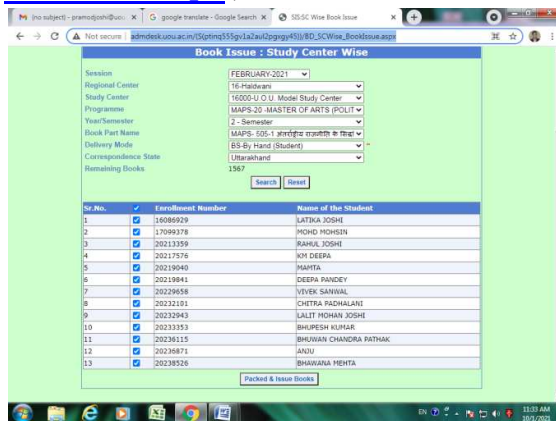 (no subject) – pramodjoshi@uou.
google translate - Google Search
SIS:SC Wise Book Issue
Not secure | admdesk.uou.ac.in/(S(ptinq555gv1a2aul2pgxgy45))/BD_SCWise_BookIssue.aspx
Book Issue : Study Center Wise
Session FEBRUARY-2021
Regional Center 16-Haldwani
Study Center 16000-U.O.U. Model Study Center
Programme MAPS-20 -MASTER OF ARTS (POLIT
Year/Semester 2 - Semester
Book Part Name MAPS- 505-1 अंतर्राष्ट्रीय राजनीति के सिद्धां
Delivery Mode BS-By Hand (Student)
Correspondence State Uttarakhand
Remaining Books 1567
Search Reset
Sr.No. Enrollment Number Name of the Student
1 16086929 LATIKA JOSHI
2 17099378 MOHD MOHSIN
3 20213359 RAHUL JOSHI
4 20217576 KM DEEPA
5 20219040 MAMTA
6 20219841 DEEPA PANDEY
7 20229658 VIVEK SANWAL
8 20232101 CHITRA PADHALANI
9 20232943 LALIT MOHAN JOSHI
10 20233353 BHUPESH KUMAR
11 20236115 BHUWAN CHANDRA PATHAK
12 20236871 ANJU
13 20238526 BHAWANA MEHTA
Packed & Issue Books
EN 11:33 AM
10/1/2021